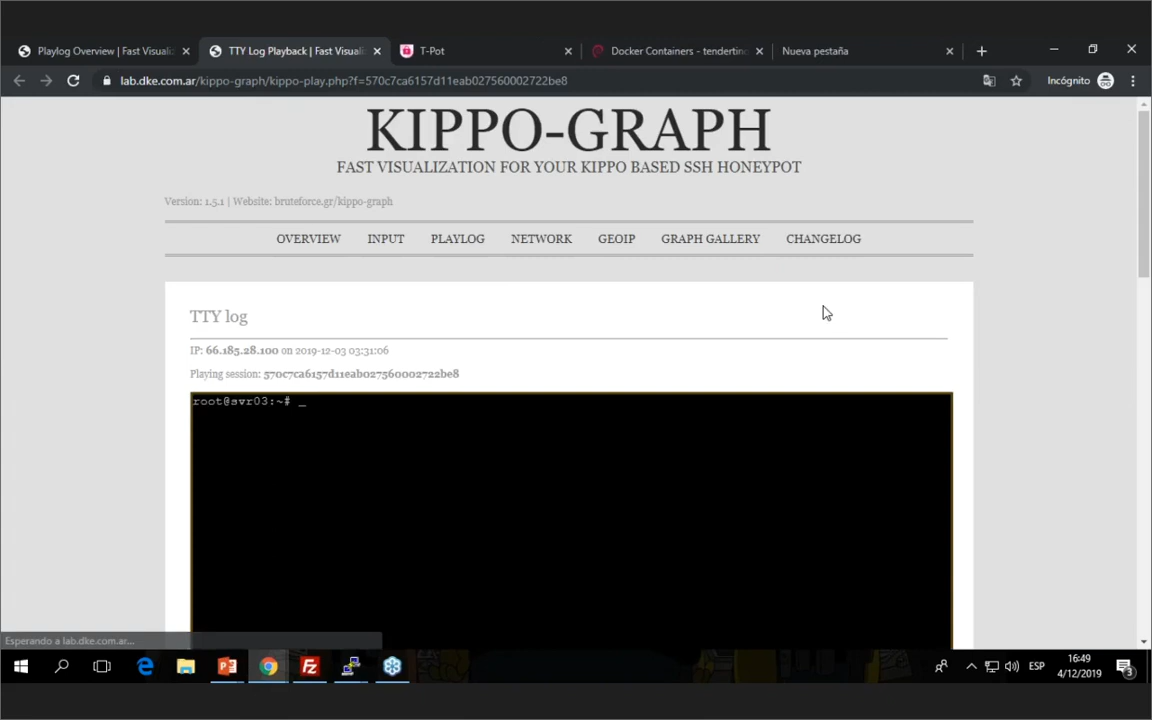 Playlog Overview | Fast Visuali
TTY Log Playback | Fast Visuali
T-Pot
Docker Containers - tendertino
Nueva pestaña
lab.dke.com.ar/kippo-graph/kippo-play.php?f=570c7ca6157d11eab027560002722be8
Incógnito
KIPPO-GRAPH
FAST VISUALIZATION FOR YOUR KIPPO BASED SSH HONEYPOT
Version: 1.5.1 | Website: bruteforce.gr/kippo-graph
OVERVIEW INPUT PLAYLOG NETWORK GEOIP GRAPH GALLERY CHANGELOG
TTY log
IP: 66.185.28.100 on 2019-12-03 03:31:06
Playing session: 570c7ca6157d11eab027560002722be8
root@svr03:~# _
Esperando a lab.dke.com.ar...
ESP
16:49
4/12/2019
3